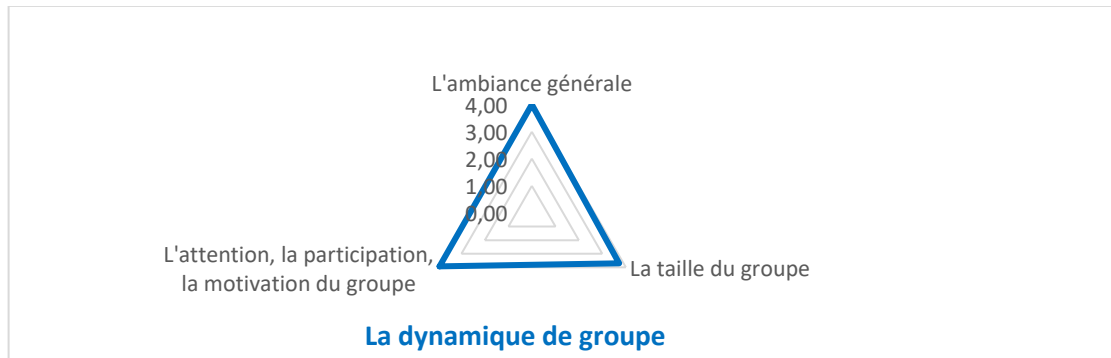 L'ambiance générale
4,00
3,00
2,00
1,00
0,00
L'attention, la participation,
la motivation du groupe
La taille du groupe
La dynamique de groupe